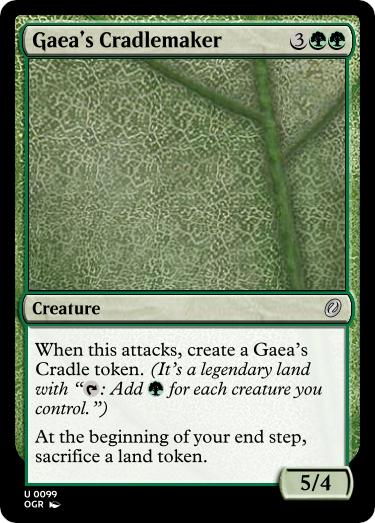 Gaea's Cradlemaker 3
Creature
When this attacks, create a Gaea's
Cradle token. (It's a legendary land
with “: Add for each creature you
control.”)
At the beginning of your end step,
sacrifice a land token.
5/4
U 0099
OGR